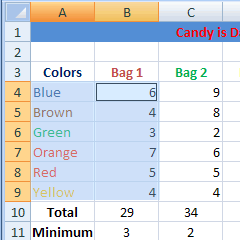 A B C
1 Candy is D
2
3 Colors Bag 1 Bag 2
4 Blue 6 9
5 Brown 4 8
6 Green 3 2
7 Orange 7 6
8 Red 5 5
9 Yellow 4 4
10 Total 29 34
11 Minimum 3 2